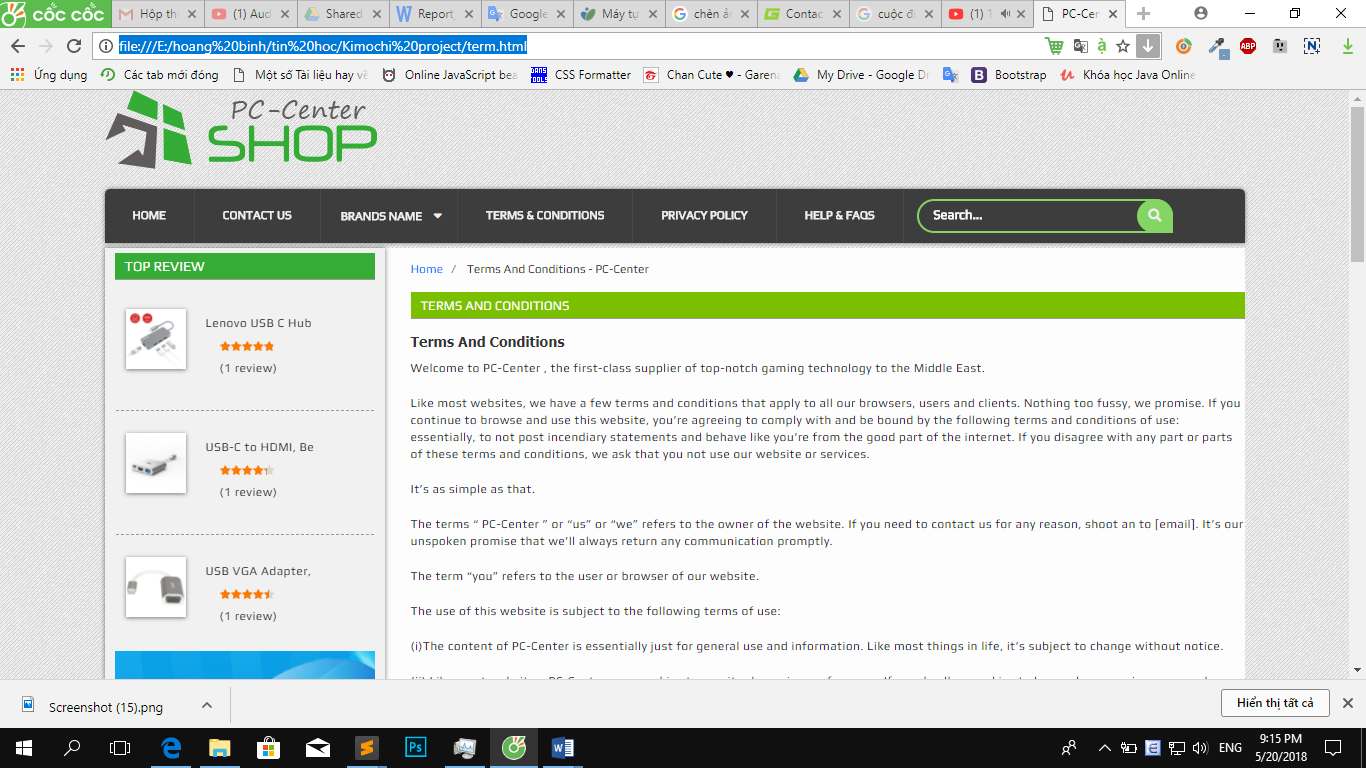 cốc cốc
Hộp thư
(1) Aud
Shared
Report
Google
Máy tự
chèn ản
Contac
cuộc đ
(1) 1
PC-Cen
file:///E:/hoang%20binh/tin%20hoc/Kimochi%20project/term.html
Ứng dụng
Các tab mới đóng
Một số Tài liệu hay về
Online JavaScript bea
CSS Formatter
Chan Cute ♥ - Garena
My Drive - Google Dr
Bootstrap
Khóa học Java Online
PC-Center
SHOP
HOME
CONTACT US
BRANDS NAME
TERMS & CONDITIONS
PRIVACY POLICY
HELP & FAQS
Search...
TOP REVIEW
Lenovo USB C Hub
(1 review)
USB-C to HDMI, Be
(1 review)
USB VGA Adapter,
(1 review)
Home / Terms And Conditions - PC-Center
TERMS AND CONDITIONS
Terms And Conditions
Welcome to PC-Center , the first-class supplier of top-notch gaming technology to the Middle East.
Like most websites, we have a few terms and conditions that apply to all our browsers, users and clients. Nothing too fussy, we promise. If you
continue to browse and use this website, you’re agreeing to comply with and be bound by the following terms and conditions of use:
essentially, to not post incendiary statements and behave like you’re from the good part of the internet. If you disagree with any part or parts
of these terms and conditions, we ask that you not use our website or services.
It’s as simple as that.
The terms “ PC-Center ” or “us” or “we” refers to the owner of the website. If you need to contact us for any reason, shoot an to [email]. It’s our
unspoken promise that we’ll always return any communication promptly.
The term “you” refers to the user or browser of our website.
The use of this website is subject to the following terms of use:
(i)The content of PC-Center is essentially just for general use and information. Like most things in life, it’s subject to change without notice.
Screenshot (15).png
Hiển thị tất cả
ENG
9:15 PM
5/20/2018